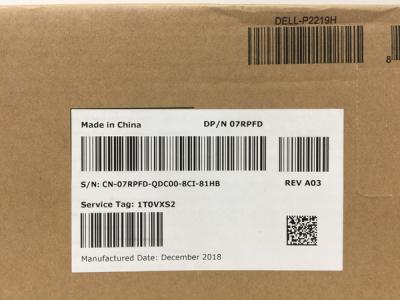 DELL-P2219H
8
Made in China DP/N 07RPFD
S/N: CN-07RPFD-QDC00-8CI-81HB REV A03
Service Tag: 1T0VXS2
Manufactured Date: December 2018